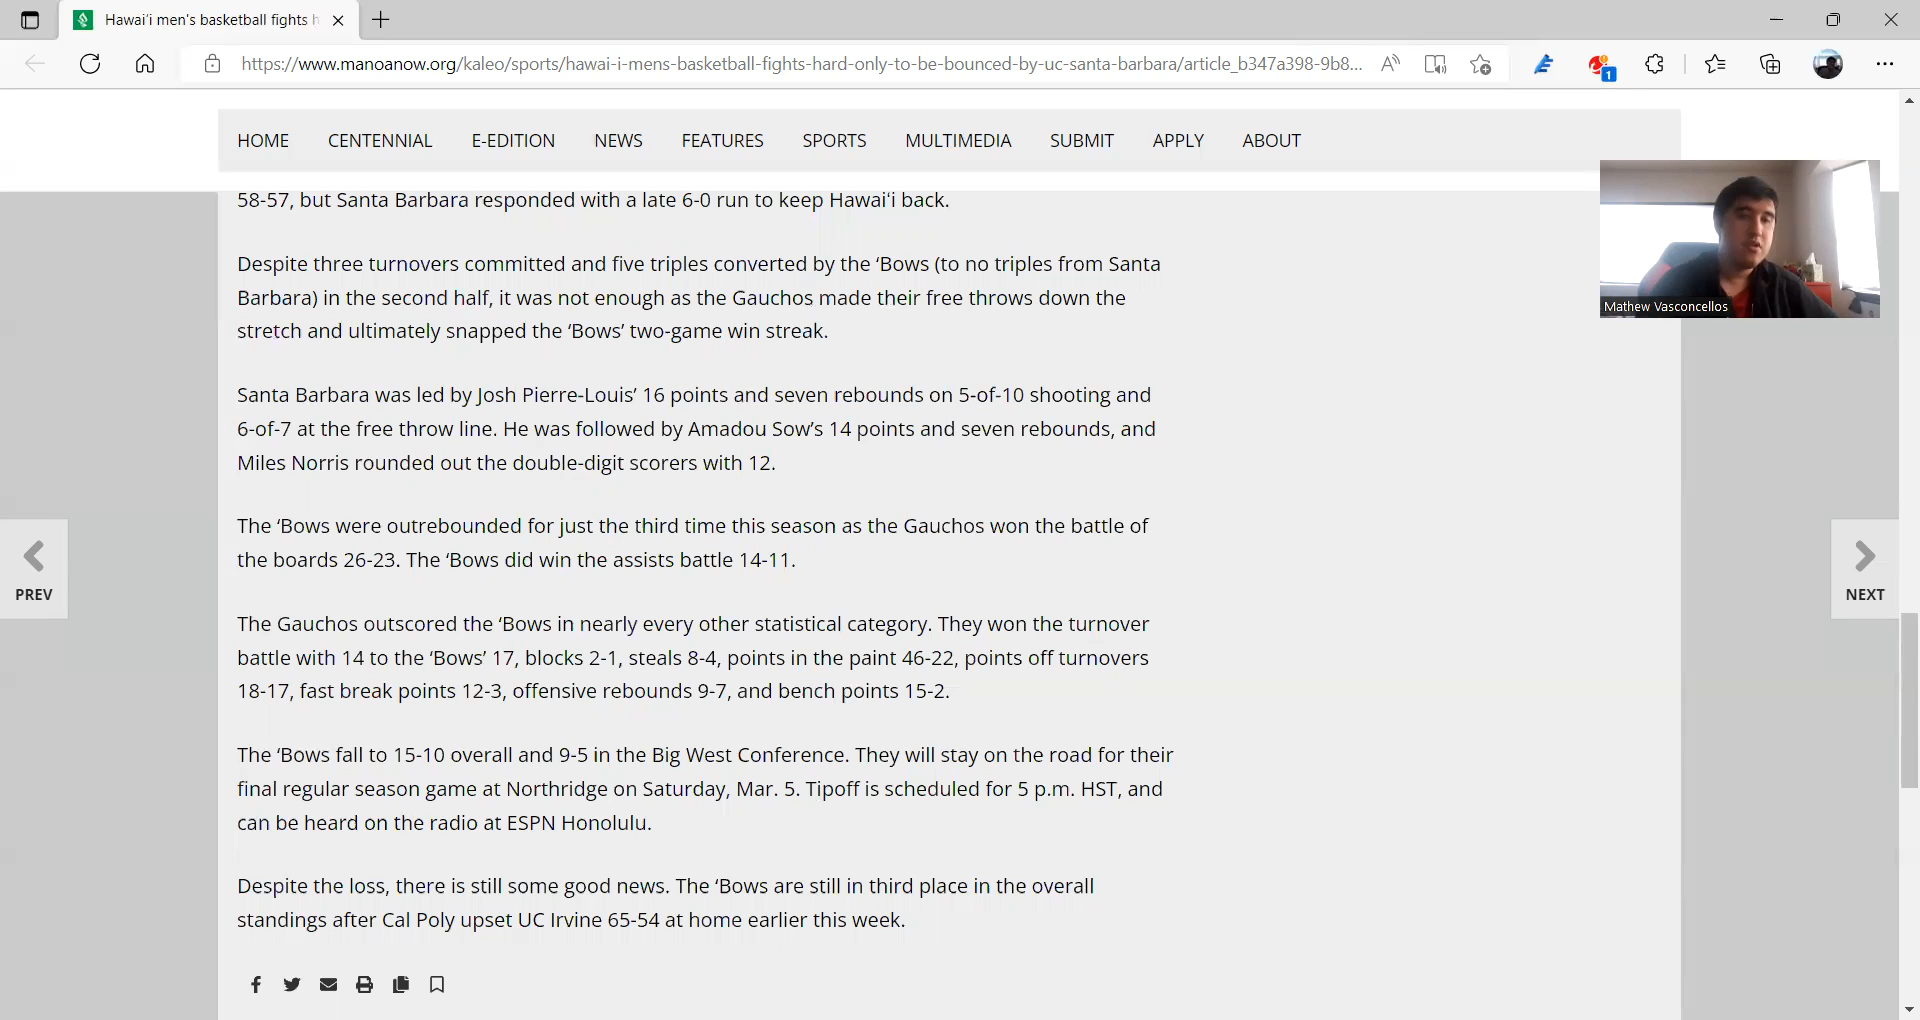 Hawai'i men's basketball fights h
https://www.manoanow.org/kaleo/sports/hawai-i-mens-basketball-fights-hard-only-to-be-bounced-by-uc-santa-barbara/article_b347a398-9b8...
1
HOME CENTENNIAL E-EDITION NEWS FEATURES SPORTS MULTIMEDIA SUBMIT APPLY ABOUT
58-57, but Santa Barbara responded with a late 6-0 run to keep Hawai'i back.
Despite three turnovers committed and five triples converted by the ‘Bows (to no triples from Santa
Barbara) in the second half, it was not enough as the Gauchos made their free throws down the
stretch and ultimately snapped the ‘Bows’ two-game win streak.
Santa Barbara was led by Josh Pierre-Louis’ 16 points and seven rebounds on 5-of-10 shooting and
6-of-7 at the free throw line. He was followed by Amadou Sow’s 14 points and seven rebounds, and
Miles Norris rounded out the double-digit scorers with 12.
The ‘Bows were outrebounded for just the third time this season as the Gauchos won the battle of
the boards 26-23. The ‘Bows did win the assists battle 14-11.
The Gauchos outscored the ‘Bows in nearly every other statistical category. They won the turnover
battle with 14 to the ‘Bows’ 17, blocks 2-1, steals 8-4, points in the paint 46-22, points off turnovers
18-17, fast break points 12-3, offensive rebounds 9-7, and bench points 15-2.
The ‘Bows fall to 15-10 overall and 9-5 in the Big West Conference. They will stay on the road for their
final regular season game at Northridge on Saturday, Mar. 5. Tipoff is scheduled for 5 p.m. HST, and
can be heard on the radio at ESPN Honolulu.
Despite the loss, there is still some good news. The ‘Bows are still in third place in the overall
standings after Cal Poly upset UC Irvine 65-54 at home earlier this week.
PREV
NEXT
Mathew Vasconcellos